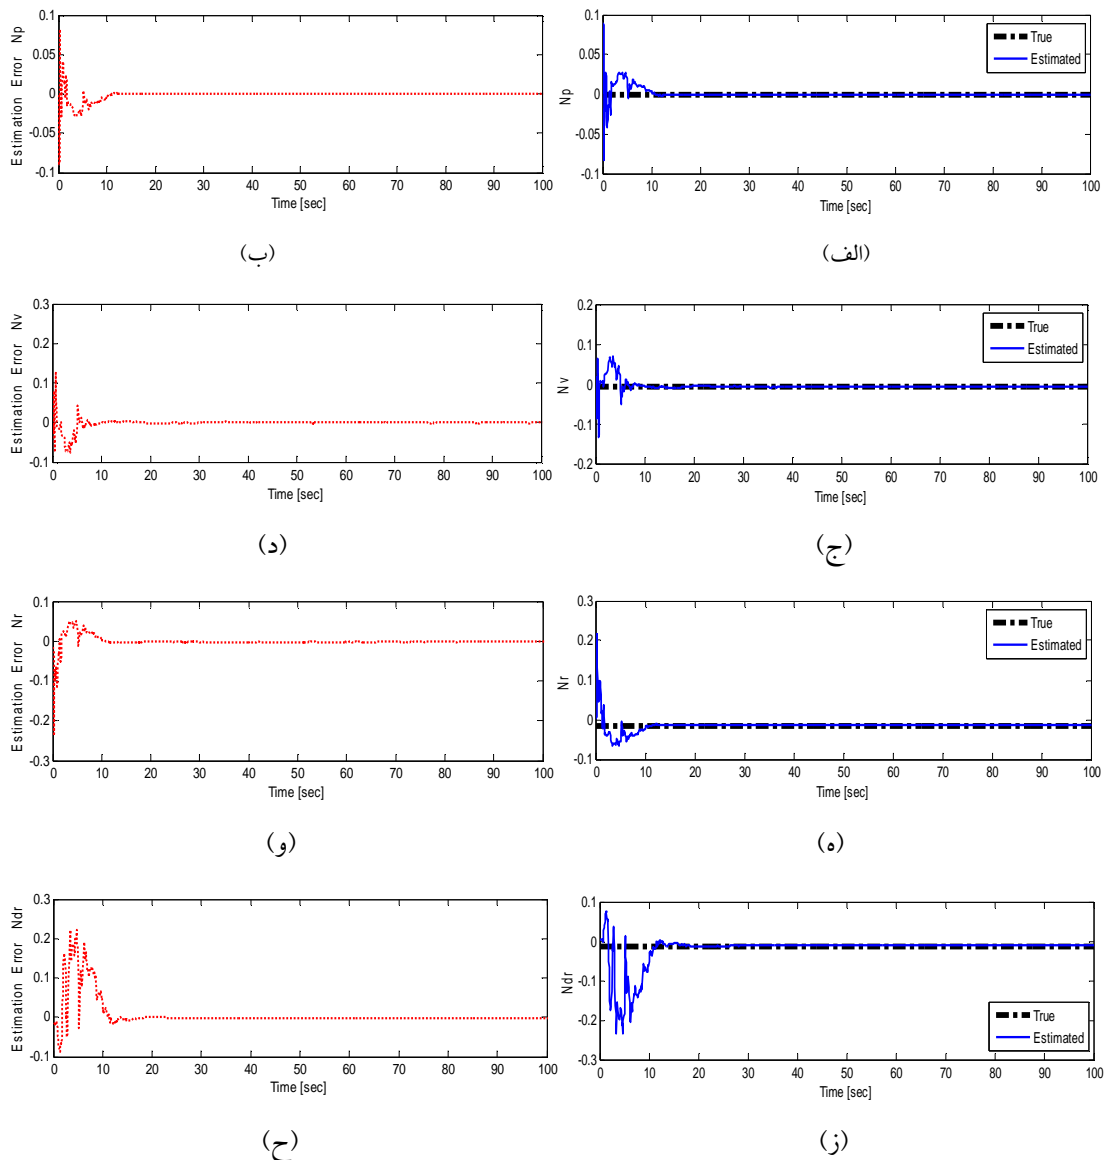 0.1
0.05
0
-0.05
-0.1
Estimation Error Np
0 10 20 30 40 50 60 70 80 90 100
Time [sec]
(ب)
0.1
0.05
0
-0.05
-0.1
Np
True
Estimated
0 10 20 30 40 50 60 70 80 90 100
Time [sec]
(الف)
0.3
0.2
0.1
0
-0.1
Estimation Error Nv
0 10 20 30 40 50 60 70 80 90 100
Time [sec]
(د)
0.2
0.1
0
-0.1
-0.2
Nv
True
Estimated
0 10 20 30 40 50 60 70 80 90 100
Time [sec]
(ج)
0.1
0
-0.1
-0.2
-0.3
Estimation Error Nr
0 10 20 30 40 50 60 70 80 90 100
Time [sec]
(و)
0.3
0.2
0.1
0
-0.1
Nr
True
Estimated
0 10 20 30 40 50 60 70 80 90 100
Time [sec]
(ه)
0.3
0.2
0.1
0
-0.1
Estimation Error Ndr
0 10 20 30 40 50 60 70 80 90 100
Time [sec]
(ح)
0.1
0
-0.1
-0.2
-0.3
Ndr
True
Estimated
0 10 20 30 40 50 60 70 80 90 100
Time [sec]
(ز)